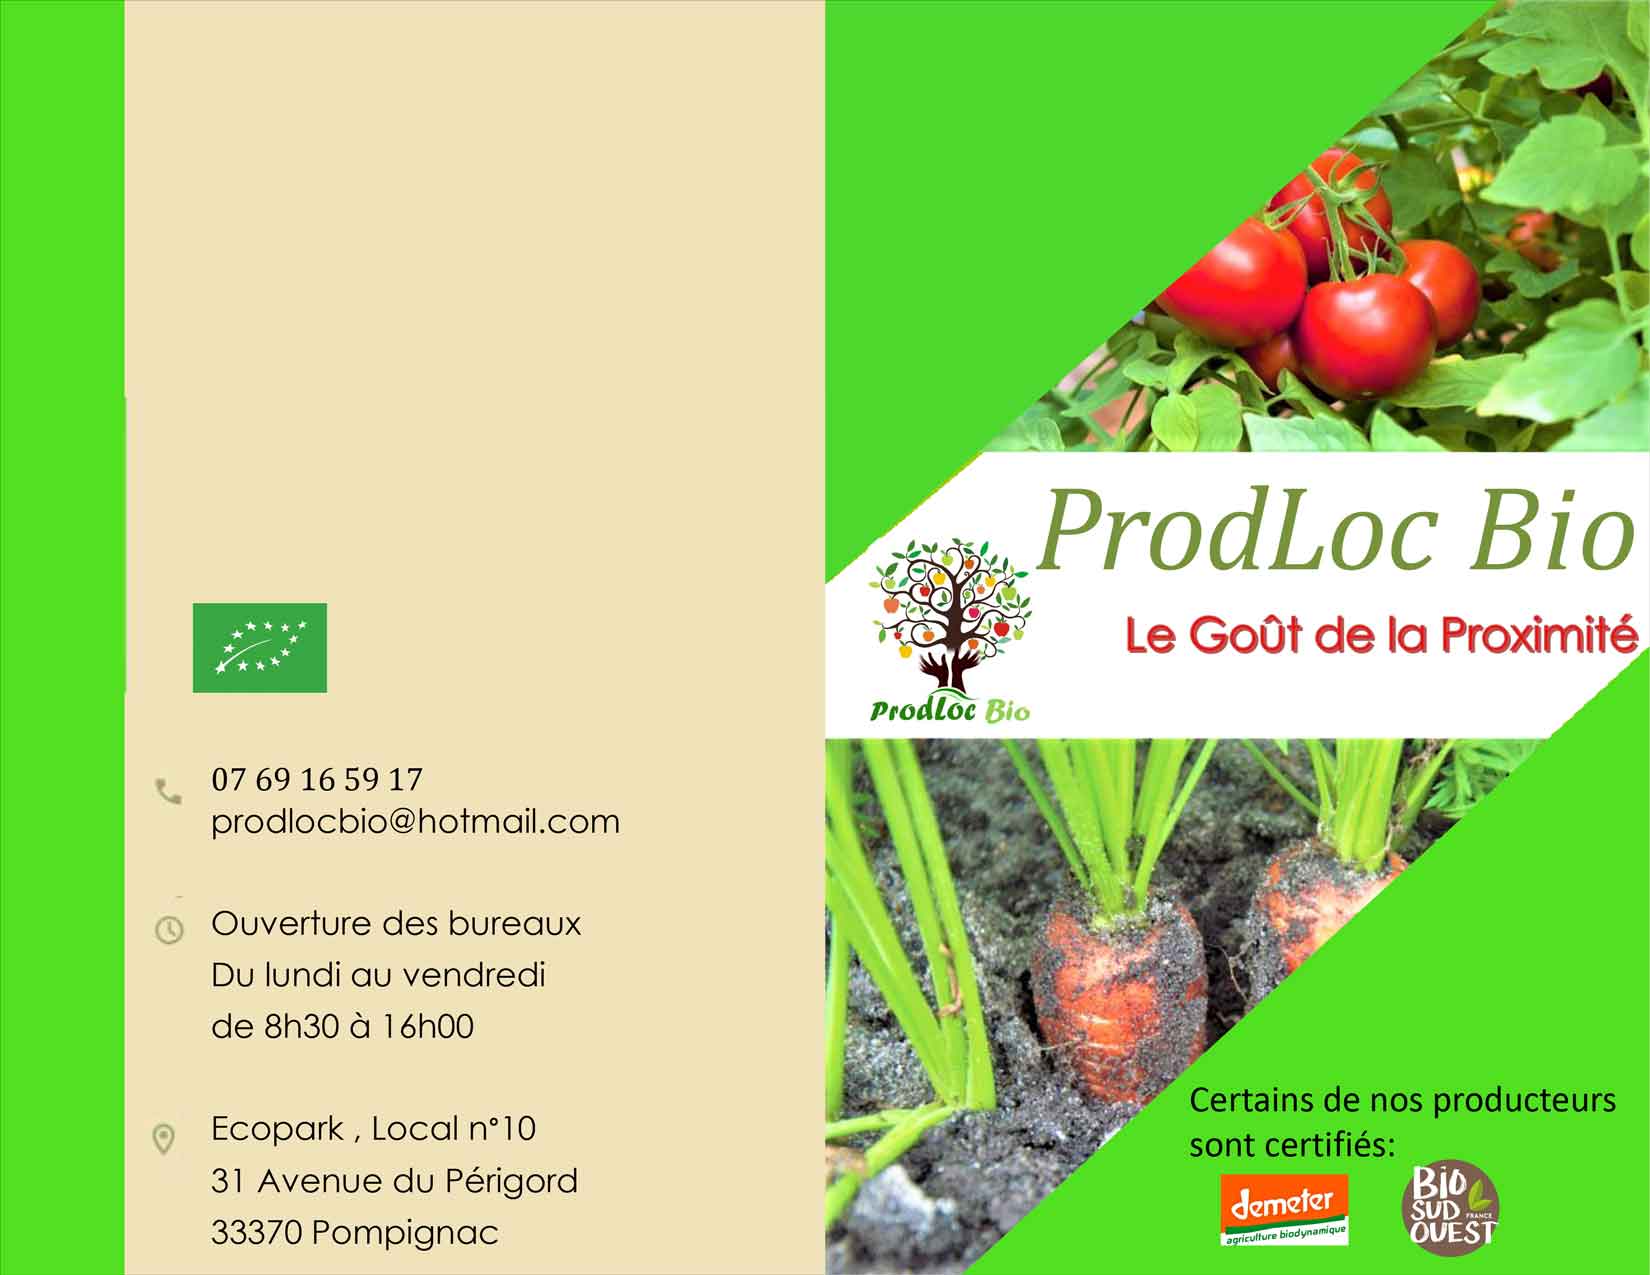 07 69 16 59 17
prodlocbio@hotmail.com
Ouverture des bureaux
Du lundi au vendredi
de 8h30 à 16h00
Ecopark , Local n°10
31 Avenue du Périgord
33370 Pompignac
ProdLoc Bio
Le Goût de la Proximité
ProdLoc Bio
Certains de nos producteurs
sont certifiés:
demeter
agriculture biodynamique
BiO
SUD
FRANCE
OUEST